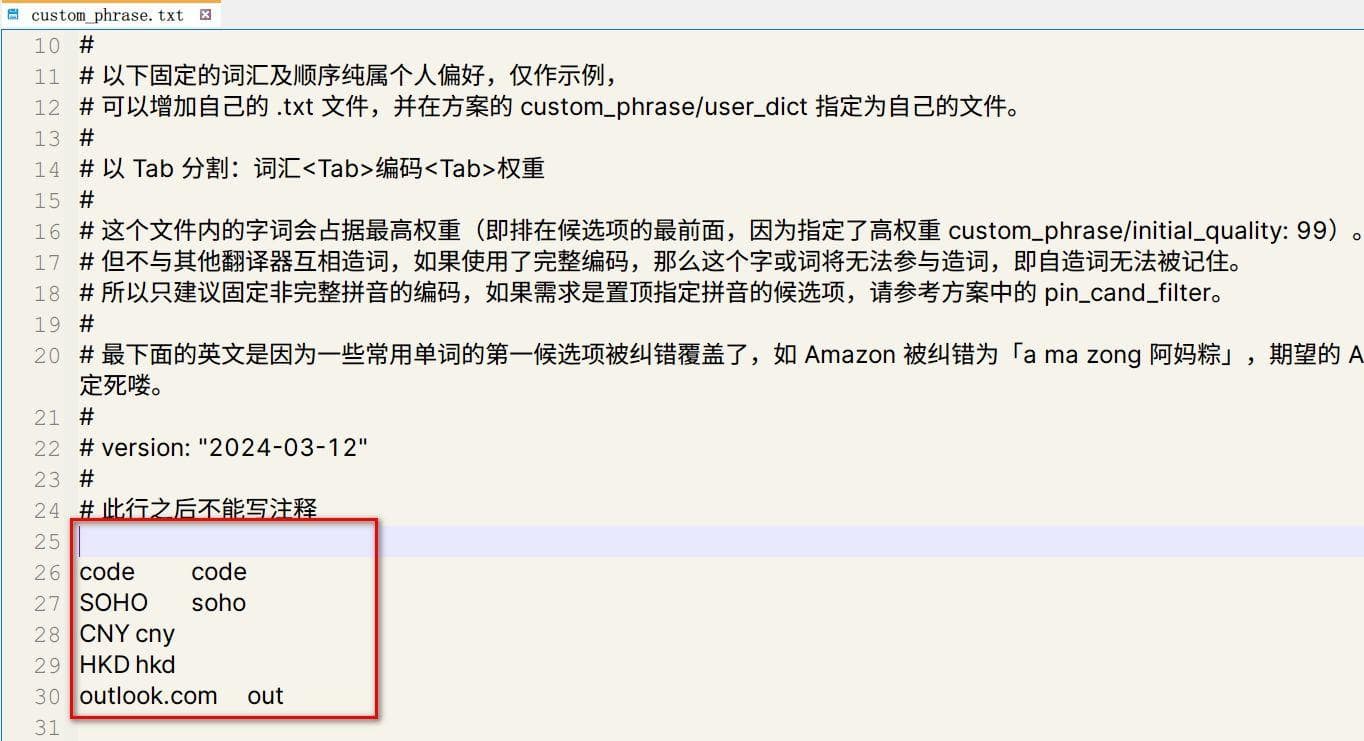 custom_phrase.txt
10 #
11 # 以下固定的词汇及顺序纯属个人偏好，仅作示例，
12 # 可以增加自己的 .txt 文件，并在方案的 custom_phrase/user_dict 指定为自己的文件。
13 #
14 # 以 Tab 分割：词汇<Tab>编码<Tab>权重
15 #
16 # 这个文件内的字词会占据最高权重（即排在候选项的最前面，因为指定了高权重 custom_phrase/initial_quality: 99）。
17 # 但不与其他翻译器互相造词，如果使用了完整编码，那么这个字或词将无法参与造词，即自造词无法被记住。
18 # 所以只建议固定非完整拼音的编码，如果需求是置顶指定拼音的候选项，请参考方案中的 pin_cand_filter。
19 #
20 # 最下面的英文是因为一些常用单词的第一候选项被纠错覆盖了，如 Amazon 被纠错为「a ma zong 阿妈粽」，期望的 A
定死喽。
21 #
22 # version: "2024-03-12"
23 #
24 # 此行之后不能写注释
25
26 code code
27 SOHO soho
28 CNY cny
29 HKD hkd
30 outlook.com out
31